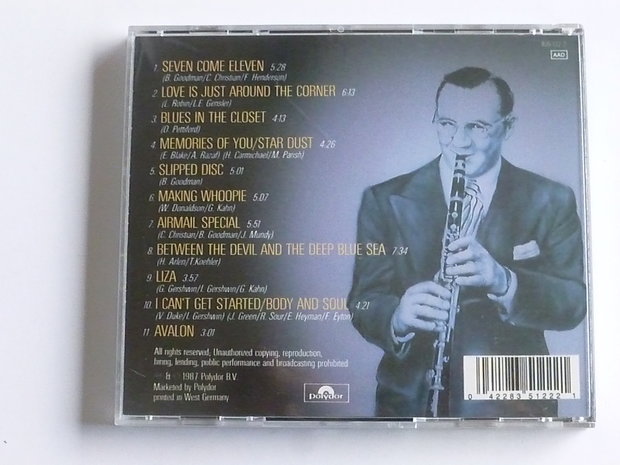 AAD
1. SEVEN COME ELEVEN 5:28
(B. Goodman/C. Christian/F. Henderson)
2. LOVE IS JUST AROUND THE CORNER 6:13
(L. Robin/L.E. Gensler)
3. BLUES IN THE CLOSET 4:13
(O. Pettiford)
4. MEMORIES OF YOU/STAR DUST 4:26
(E. Blake/A. Razaf) (H. Carmichael/M. Parish)
5. SLIPPED DISC 5:01
(B. Goodman)
6. MAKING WHOOPIE 5:07
(W. Donaldson/G. Kahn)
7. AIRMAIL SPECIAL 5:51
(C. Christian/B. Goodman/J. Mundy)
8. BETWEEN THE DEVIL AND THE DEEP BLUE SEA 7:34
(H. Arlen/T. Koehler)
9. LIZA 3:57
(G. Gershwin/I. Gershwin/G. Kahn)
10. I CAN'T GET STARTED/BODY AND SOUL 4:21
(V. Duke/I. Gershwin) (J. Green/R. Sour/E. Heyman/F. Eyton)
11. AVALON 3:01
All rights reserved, Unauthorized copying, reproduction,
hiring, lending, public performance and broadcasting prohibited
& © 1987 Polydor B.V.
Marketed by Polydor
printed in West Germany
polydor
0 42283 51222 1